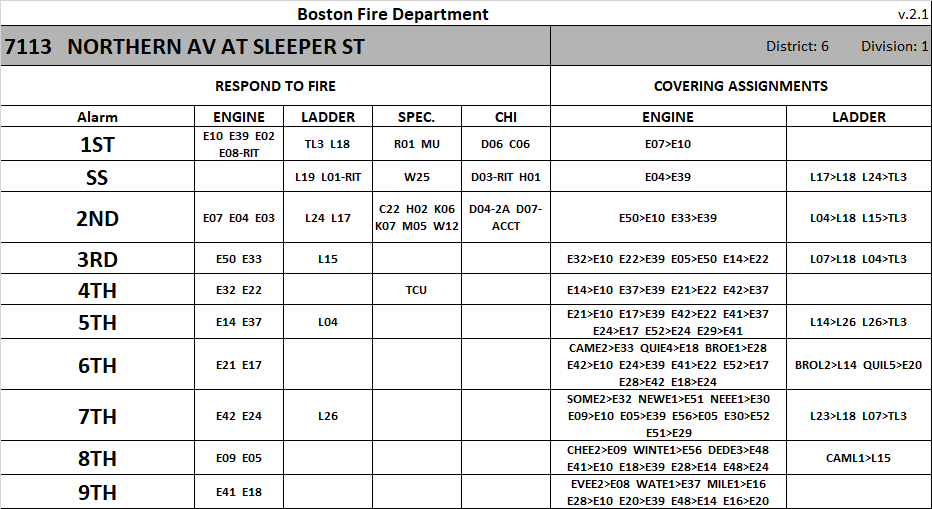 Boston Fire Department v.2.1
7113 NORTHERN AV AT SLEEPER ST District: 6 Division: 1
RESPOND TO FIRE COVERING ASSIGNMENTS
Alarm ENGINE LADDER SPEC. CHI ENGINE LADDER
1ST
E10 E39 E02
E08-RIT
TL3 L18
R01 MU
D06 C06
E07>E10
SS
L19 L01-RIT
W25
D03-RIT H01
E04>E39
L17>L18 L24>TL3
2ND
E07 E04 E03
L24 L17
C22 H02 K06
K07 M05 W12
D04-2A D07-
ACCT
E50>E10 E33>E39
L04>L18 L15>TL3
3RD
E50 E33
L15
E32>E10 E22>E39 E05>E50 E14>E22
L07>L18 L04>TL3
4TH
E32 E22
TCU
E14>E10 E37>E39 E21>E22 E42>E37
5TH
E14 E37
L04
E21>E10 E17>E39 E42>E22 E41>E37
E24>E17 E52>E24 E29>E41
L14>L26 L26>TL3
6TH
E21 E17
CAME2>E33 QUIE4>E18 BROE1>E28
E42>E10 E24>E39 E41>E22 E52>E17
E28>E42 E18>E24
BROL2>L14 QUIL5>E20
7TH
E42 E24
L26
SOME2>E32 NEWE1>E51 NEEE1>E30
E09>E10 E05>E39 E56>E05 E30>E52
E51>E29
L23>L18 L07>TL3
8TH
E09 E05
CHEE2>E09 WINTE1>E56 DEDE3>E48
E41>E10 E18>E39 E28>E14 E48>E24
CAML1>L15
9TH
E41 E18
EVEE2>E08 WATE1>E37 MILE1>E16
E28>E10 E20>E39 E48>E14 E16>E20